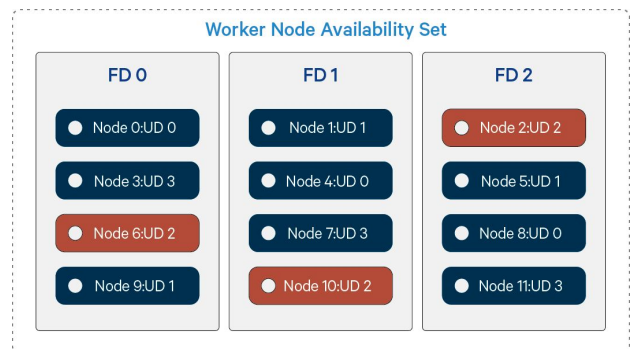 Worker Node Availability Set
FD 0
Node 0:UD 0
Node 3:UD 3
Node 6:UD 2
Node 9:UD 1
FD 1
Node 1:UD 1
Node 4:UD 0
Node 7:UD 3
Node 10:UD 2
FD 2
Node 2:UD 2
Node 5:UD 1
Node 8:UD 0
Node 11:UD 3